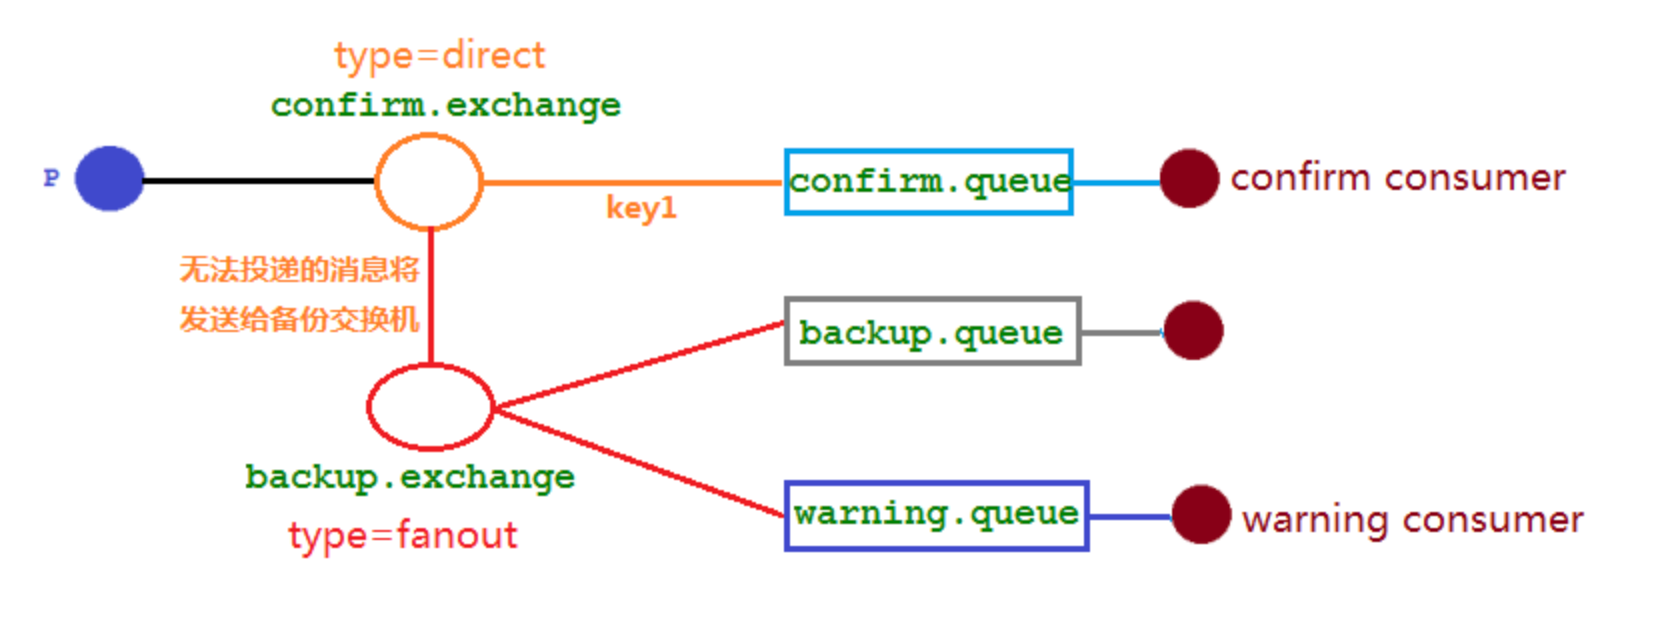 type=direct
confirm.exchange
P
confirm.queue
confirm consumer
key1
无法投递的消息将
发送给备份交换机
backup.queue
backup.exchange
type=fanout
warning.queue
warning consumer